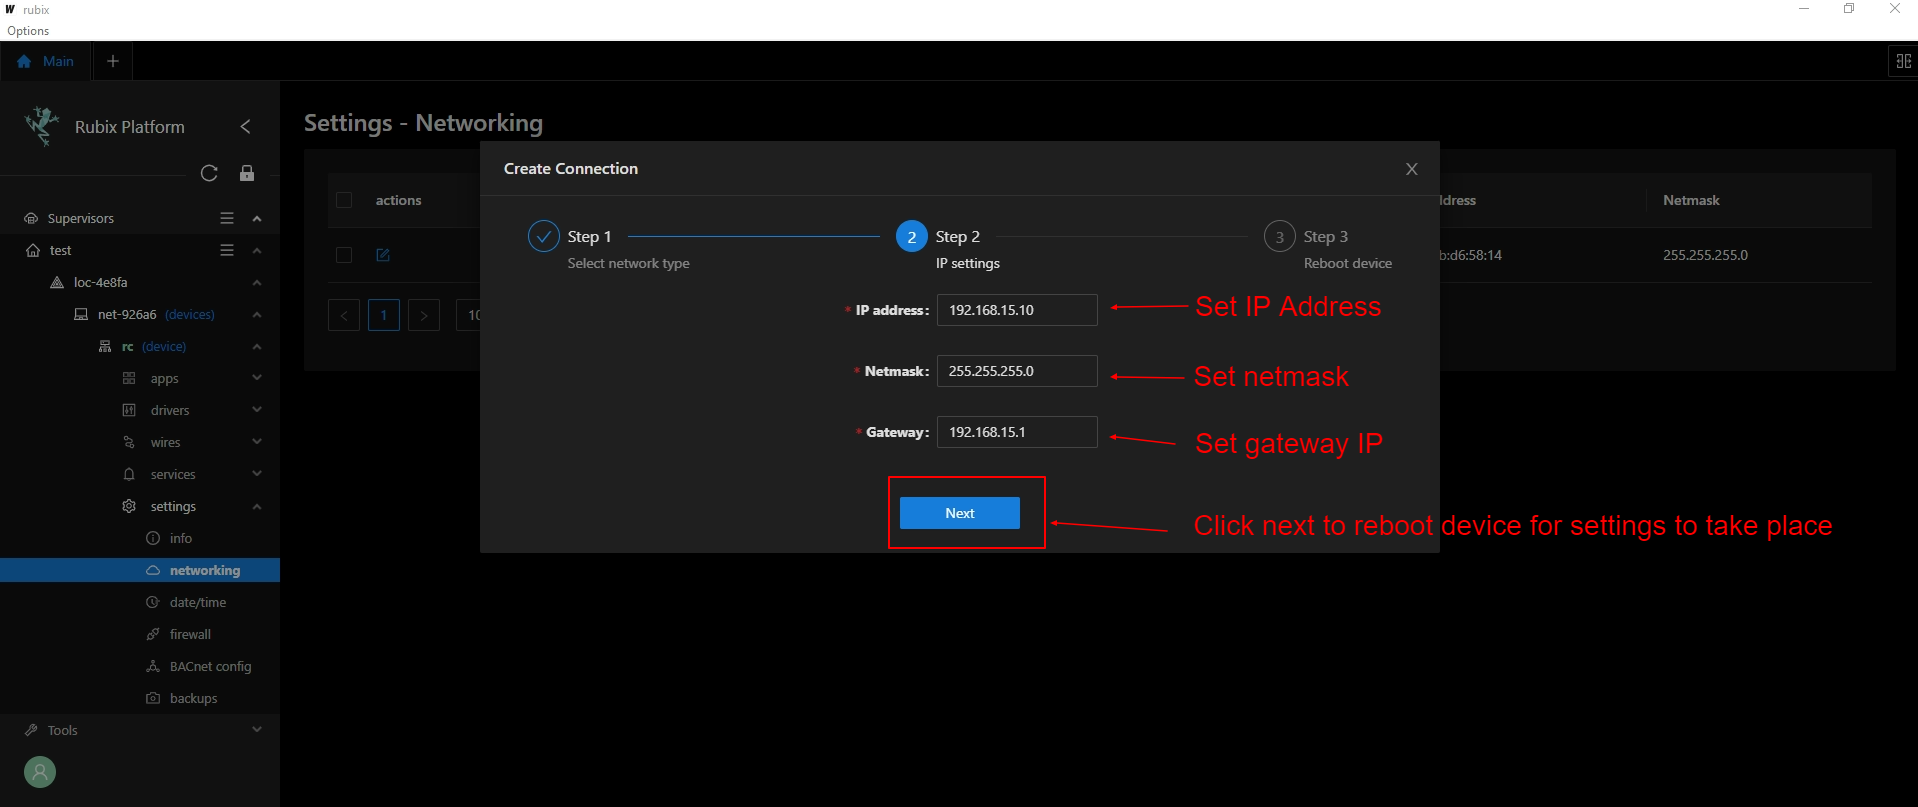 rubix
Options
Main
Rubix Platform
Supervisors
test
loc-4e8fa
net-926a6 (devices)
rc (device)
apps
drivers
wires
services
settings
info
networking
date/time
firewall
BACnet config
backups
Tools
Settings - Networking
actions
dress
Netmask
b:d6:58:14
255.255.255.0
< 1 > 10
Create Connection
X
Step 1
Select network type
2 Step 2
IP settings
3 Step 3
Reboot device
* IP address: 192.168.15.10
Set IP Address
* Netmask: 255.255.255.0
Set netmask
* Gateway: 192.168.15.1
Set gateway IP
Next
Click next to reboot device for settings to take place